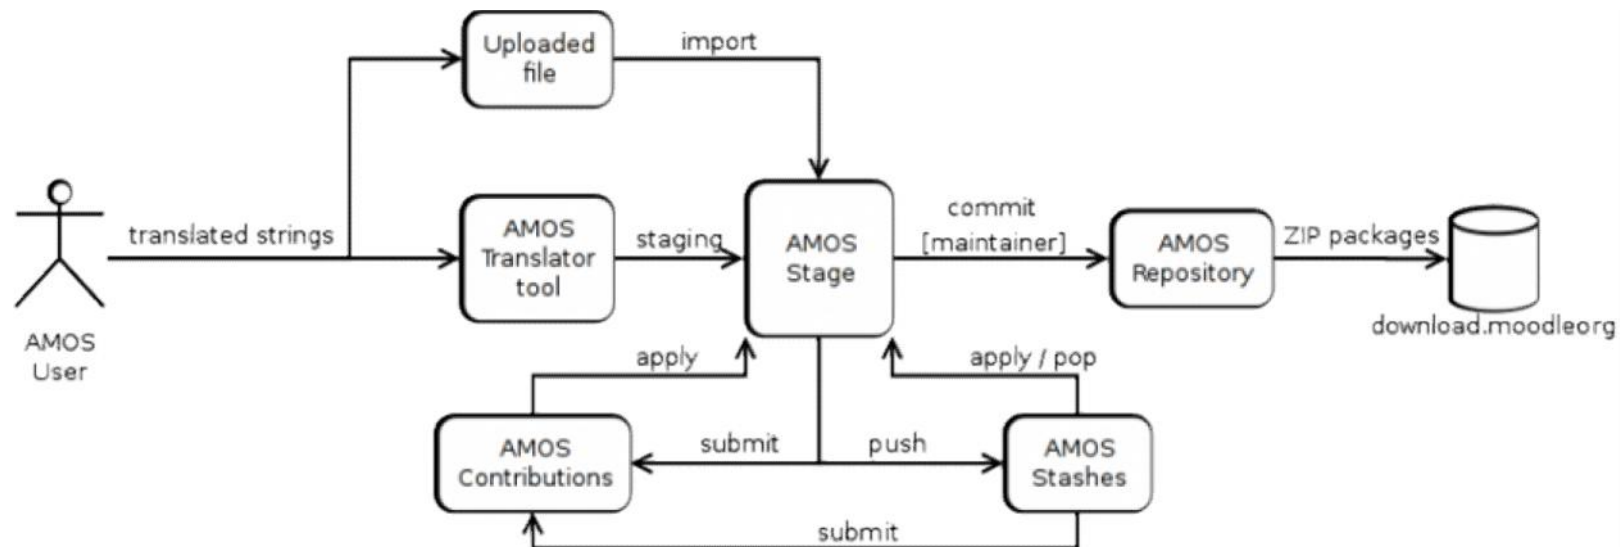 Uploaded
file
import
translated strings
AMOS
User
AMOS
Translator
tool
staging
AMOS
Stage
commit
[maintainer]
AMOS
Repository
ZIP packages
download.moodleorg
apply
apply / pop
AMOS
Contributions
submit
push
AMOS
Stashes
submit